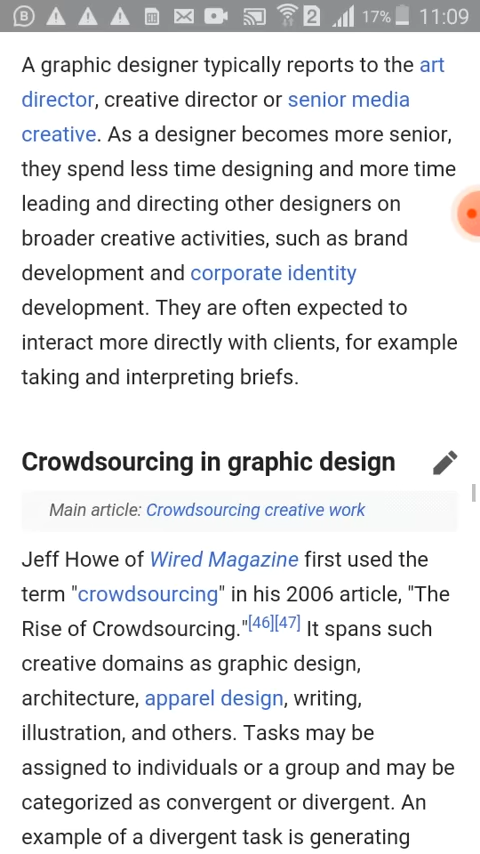 17% 11:09
A graphic designer typically reports to the art
director, creative director or senior media
creative. As a designer becomes more senior,
they spend less time designing and more time
leading and directing other designers on
broader creative activities, such as brand
development and corporate identity
development. They are often expected to
interact more directly with clients, for example
taking and interpreting briefs.
Crowdsourcing in graphic design
Main article: Crowdsourcing creative work
Jeff Howe of Wired Magazine first used the
term "crowdsourcing" in his 2006 article, "The
Rise of Crowdsourcing."[46][47] It spans such
creative domains as graphic design,
architecture, apparel design, writing,
illustration, and others. Tasks may be
assigned to individuals or a group and may be
categorized as convergent or divergent. An
example of a divergent task is generating